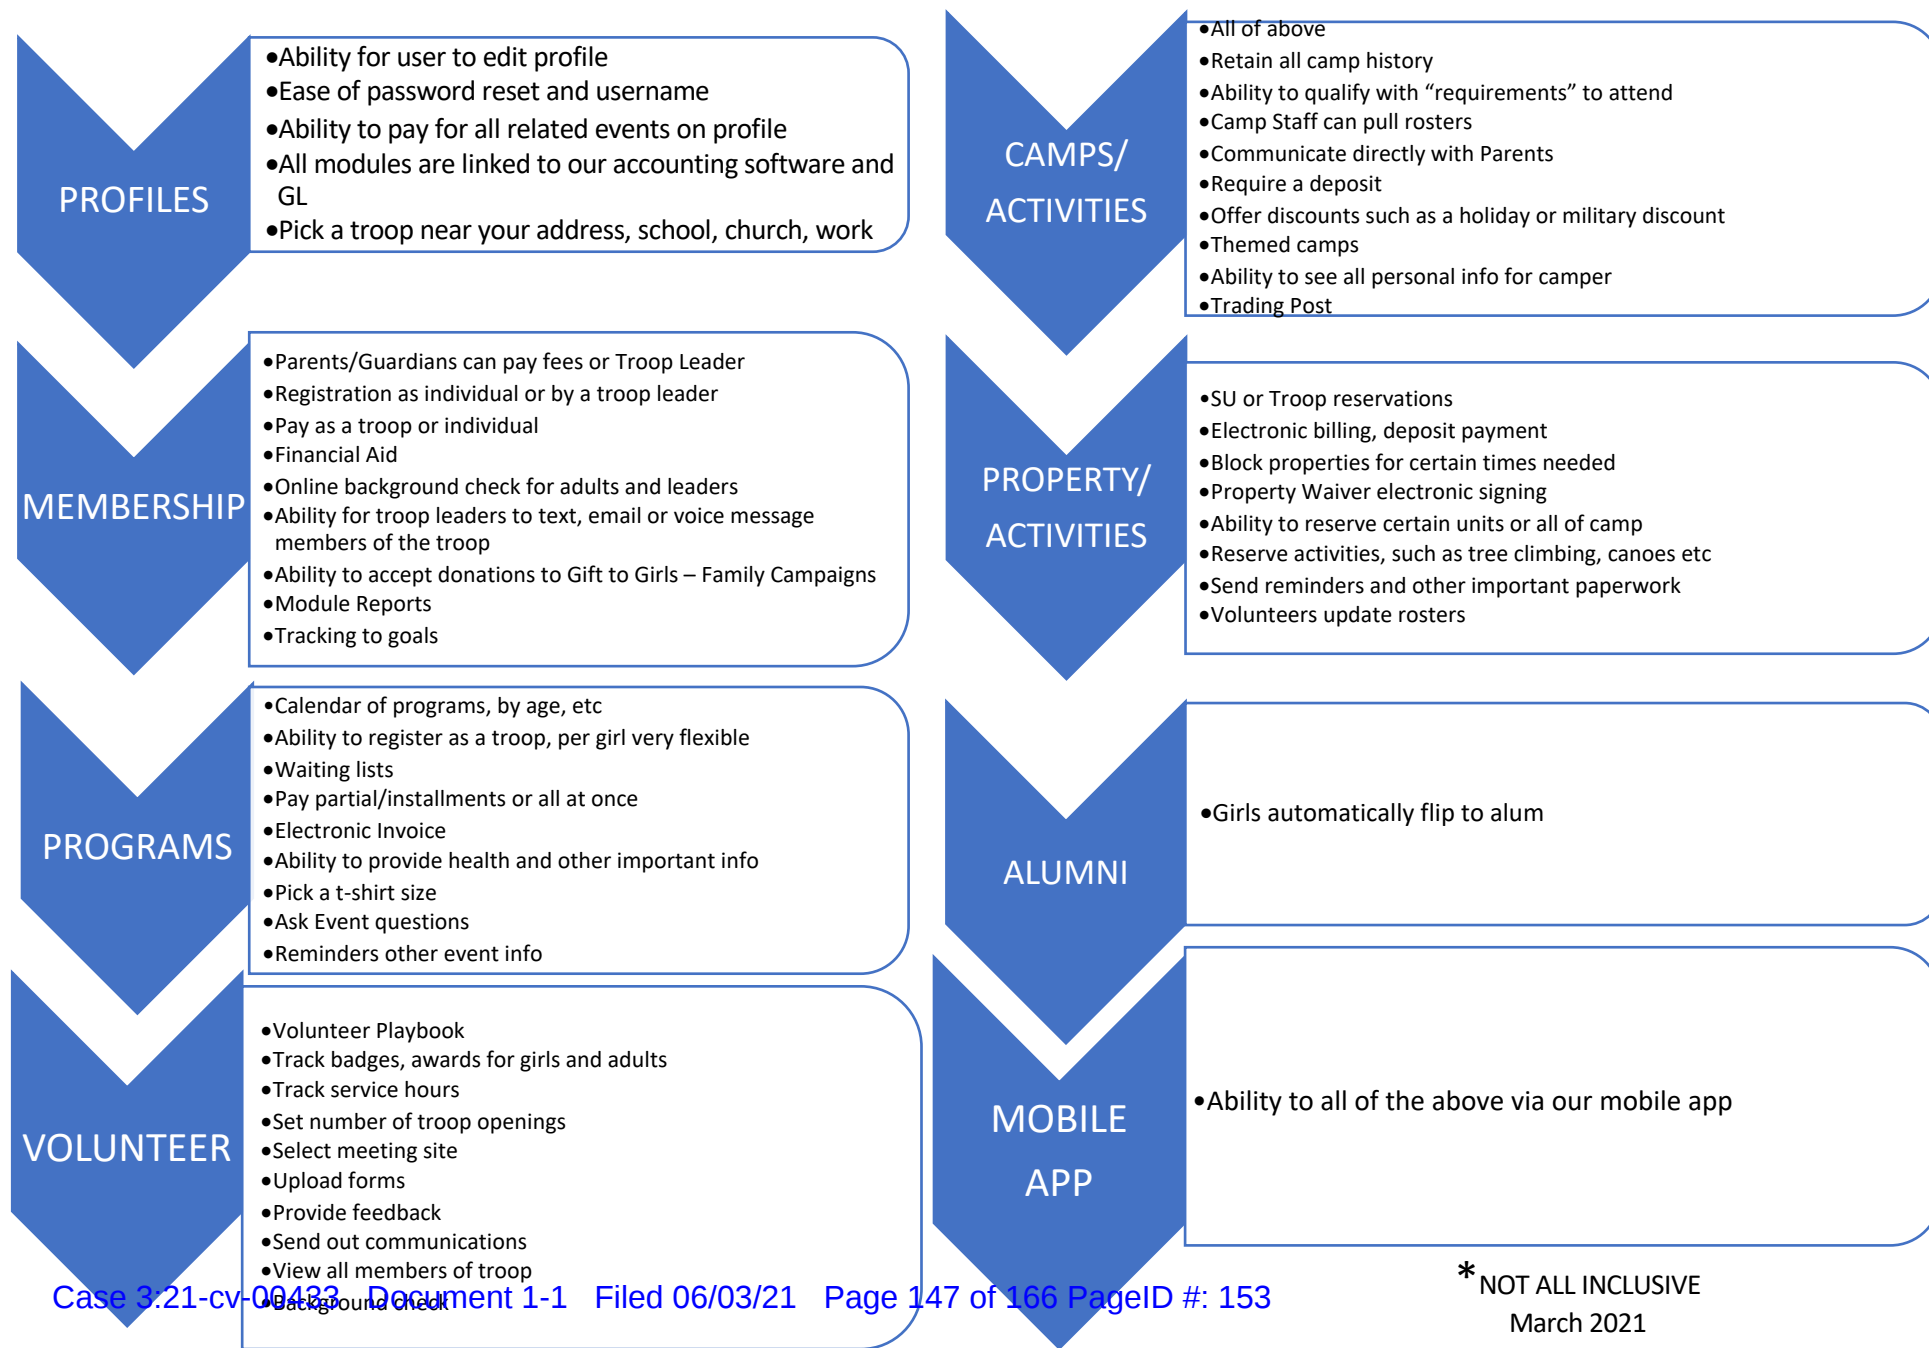 PROFILES
•Ability for user to edit profile
•Ease of password reset and username
•Ability to pay for all related events on profile
•All modules are linked to our accounting software and
GL
•Pick a troop near your address, school, church, work
MEMBERSHIP
•Parents/Guardians can pay fees or Troop Leader
•Registration as individual or by a troop leader
•Pay as a troop or individual
•Financial Aid
•Online background check for adults and leaders
•Ability for troop leaders to text, email or voice message
members of the troop
•Ability to accept donations to Gift to Girls – Family Campaigns
•Module Reports
•Tracking to goals
PROGRAMS
•Calendar of programs, by age, etc
•Ability to register as a troop, per girl very flexible
•Waiting lists
•Pay partial/installments or all at once
•Electronic Invoice
•Ability to provide health and other important info
•Pick a t-shirt size
•Ask Event questions
•Reminders other event info
VOLUNTEER
•Volunteer Playbook
•Track badges, awards for girls and adults
•Track service hours
•Set number of troop openings
•Select meeting site
•Upload forms
•Provide feedback
•Send out communications
•View all members of troop
•Background check
CAMPS/
ACTIVITIES
•All of above
•Retain all camp history
•Ability to qualify with “requirements” to attend
•Camp Staff can pull rosters
•Communicate directly with Parents
•Require a deposit
•Offer discounts such as a holiday or military discount
•Themed camps
•Ability to see all personal info for camper
•Trading Post
PROPERTY/
ACTIVITIES
•SU or Troop reservations
•Electronic billing, deposit payment
•Block properties for certain times needed
•Property Waiver electronic signing
•Ability to reserve certain units or all of camp
•Reserve activities, such as tree climbing, canoes etc
•Send reminders and other important paperwork
•Volunteers update rosters
ALUMNI
•Girls automatically flip to alum
MOBILE
APP
•Ability to all of the above via our mobile app
*NOT ALL INCLUSIVE
March 2021
Case 3:21-cv-00433 Document 1-1 Filed 06/03/21 Page 147 of 166 PageID #: 153